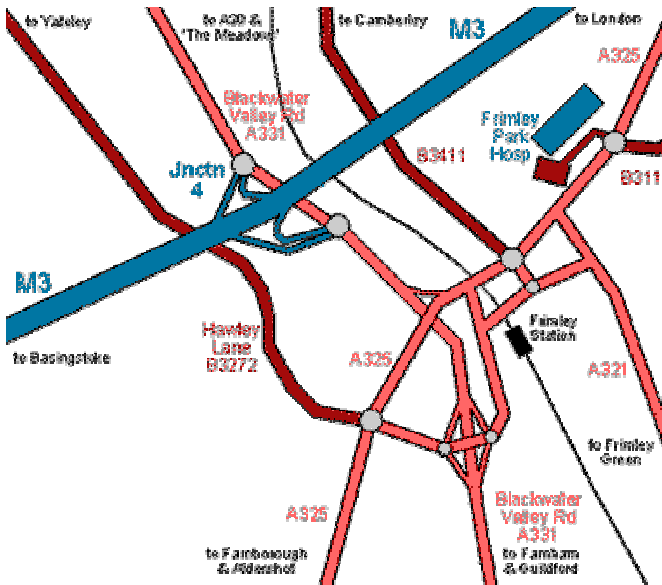 to Yateley
to A30 &
'The Meadows'
to Camberley
M3
to London
A325
Blackwater
Valley Rd
A331
Frimley
Park
Hosp
B3411
B311
Jnctn
4
M3
to Basingstoke
Hawley
Lane
B3272
A325
Frimley
Station
A321
to Frimley
Green
A325
Blackwater
Valley Rd
A331
to Farnborough
& Aldershot
to Farnham
& Guildford